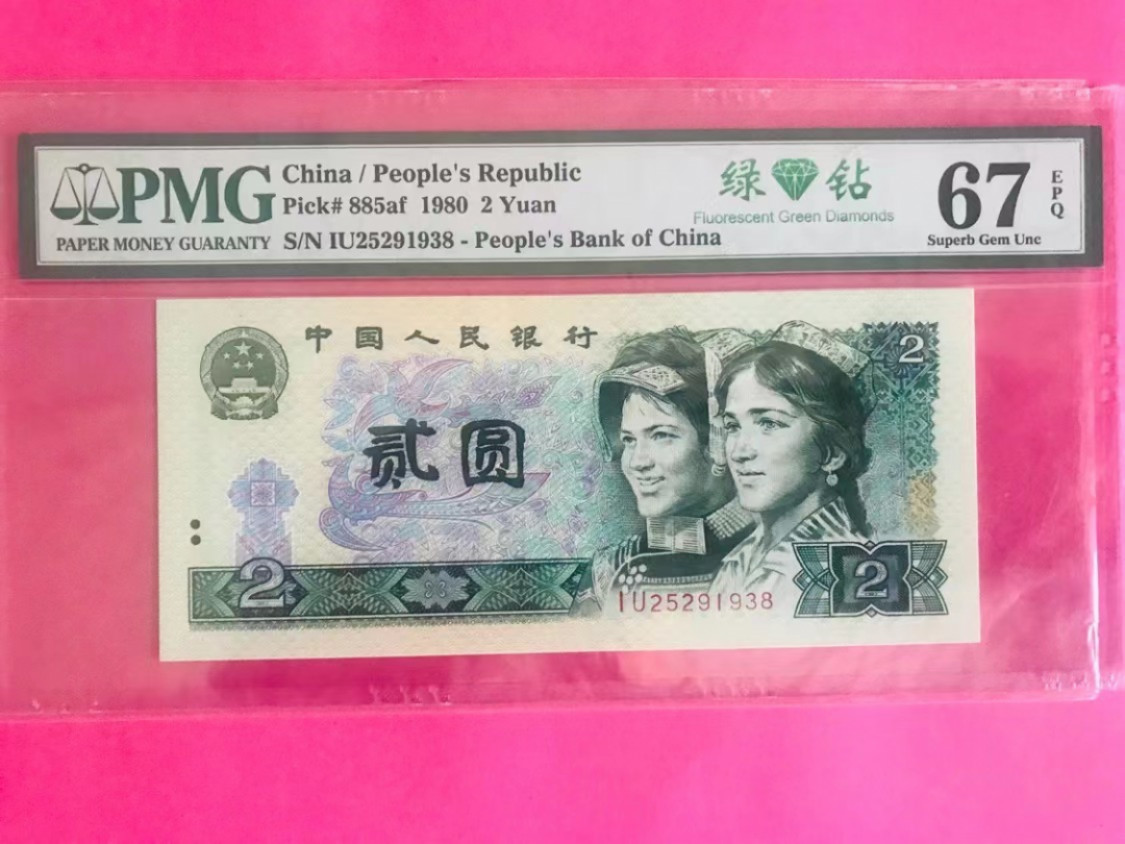 PMG
PAPER MONEY GUARANTY
China / People's Republic
Pick# 885af 1980 2 Yuan
S/N IU25291938 - People's Bank of China
绿钻
Fluorescent Green Diamonds
67
EPQ
Superb Gem Unc
中国人民银行
2
贰圆
2
2
IU25291938